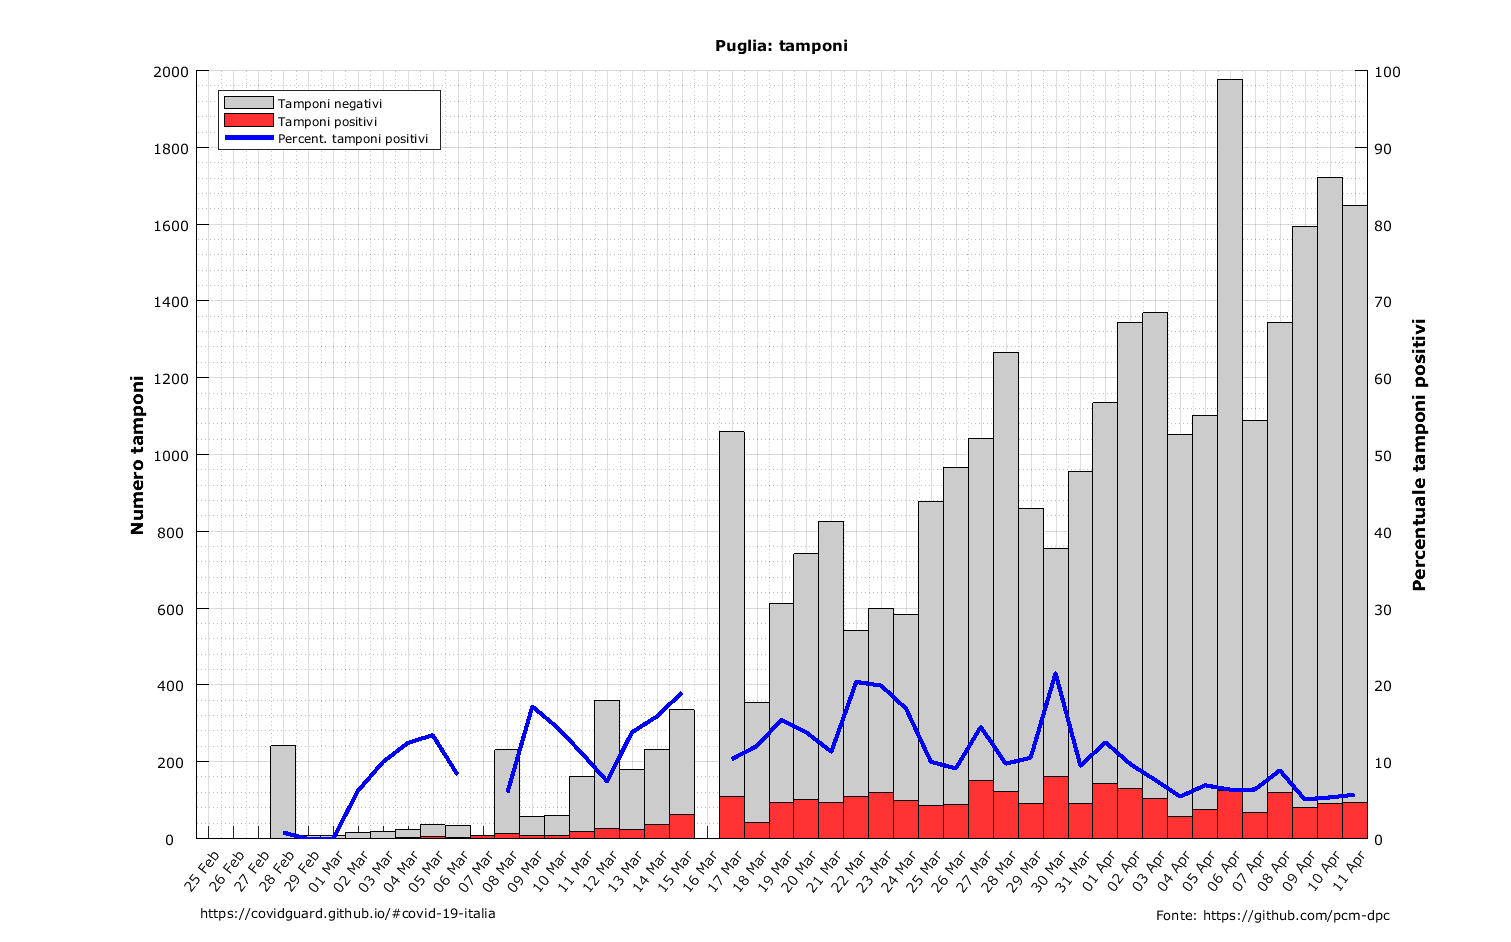 Puglia: tamponi
Tamponi negativi
Tamponi positivi
Percent. tamponi positivi
Numero tamponi
2000
1800
1600
1400
1200
1000
800
600
400
200
0
Percentuale tamponi positivi
100
90
80
70
60
50
40
30
20
10
0
25 Feb
26 Feb
27 Feb
28 Feb
29 Feb
01 Mar
02 Mar
03 Mar
04 Mar
05 Mar
06 Mar
07 Mar
08 Mar
09 Mar
10 Mar
11 Mar
12 Mar
13 Mar
14 Mar
15 Mar
16 Mar
17 Mar
18 Mar
19 Mar
20 Mar
21 Mar
22 Mar
23 Mar
24 Mar
25 Mar
26 Mar
27 Mar
28 Mar
29 Mar
30 Mar
31 Mar
01 Apr
02 Apr
03 Apr
04 Apr
05 Apr
06 Apr
07 Apr
08 Apr
09 Apr
10 Apr
11 Apr
https://covidguard.github.io/#covid-19-italia
Fonte: https://github.com/pcm-dpc